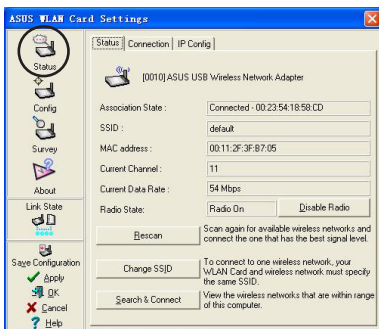 ASUS WLAN Card Settings
Status
Config
Survey
About
Link State
Save Configuration
Apply
OK
Cancel
Help
Status Connection IP Config
[0010] ASUS USB Wireless Network Adapter
Association State : Connected - 00:23:54:18:58:CD
SSID : default
MAC address : 00:11:2F:3F:B7:05
Current Channel : 11
Current Data Rate : 54 Mbps
Radio State: Radio On Disable Radio
Rescan
Scan again for available wireless networks and
connect the one that has the best signal level.
Change SSID
To connect to one wireless network, your
WLAN Card and wireless network must specify
the same SSID.
Search & Connect
View the wireless networks that are within range
of this computer.